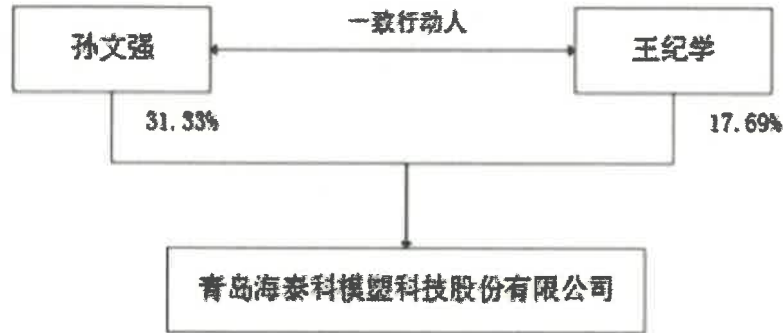 一致行动人
孙文强
王纪学
31.33%
17.69%
青岛海泰科模塑科技股份有限公司